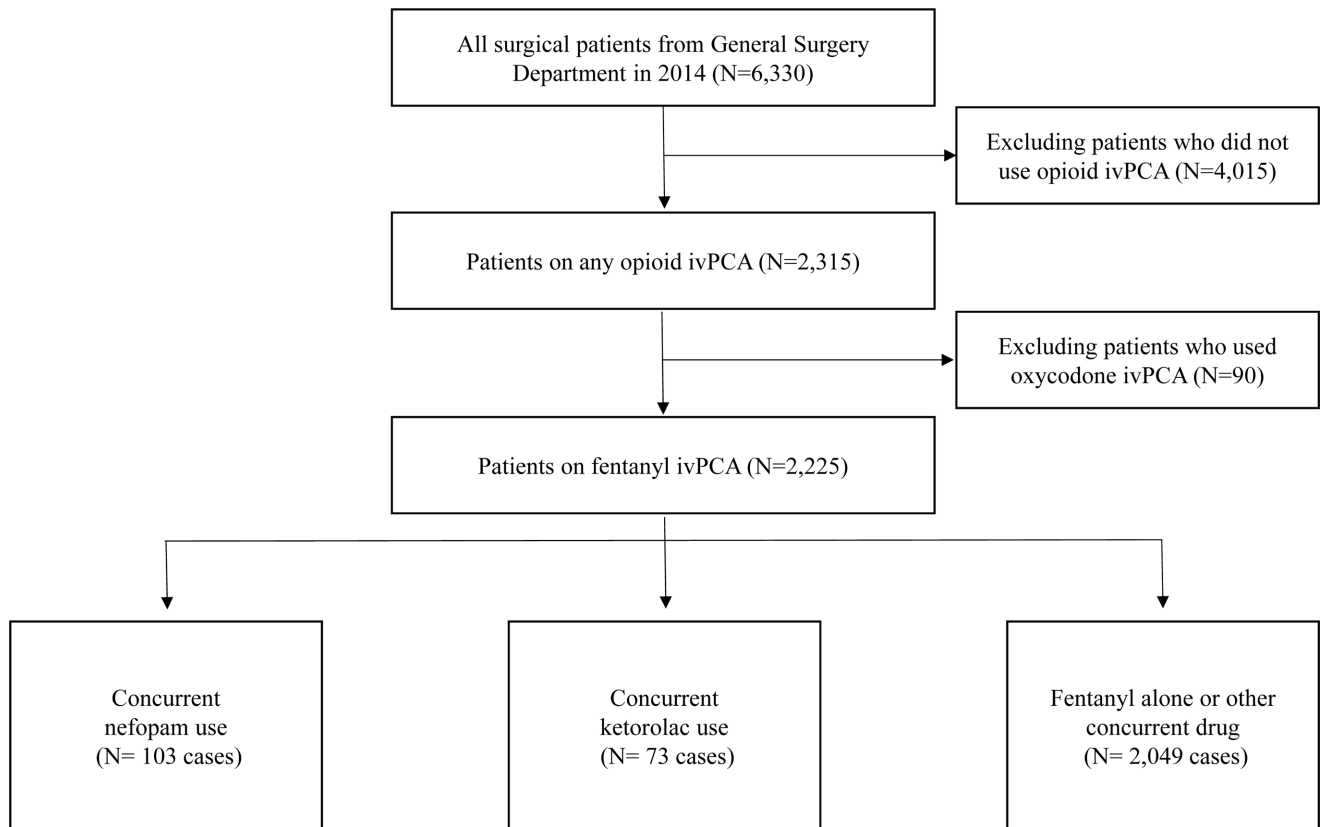 All surgical patients from General Surgery
Department in 2014 (N=6,330)
Excluding patients who did not
use opioid ivPCA (N=4,015)
Patients on any opioid ivPCA (N=2,315)
Excluding patients who used
oxycodone ivPCA (N=90)
Patients on fentanyl ivPCA (N=2,225)
Concurrent
nefopam use
(N= 103 cases)
Concurrent
ketorolac use
(N= 73 cases)
Fentanyl alone or other
concurrent drug
(N= 2,049 cases)